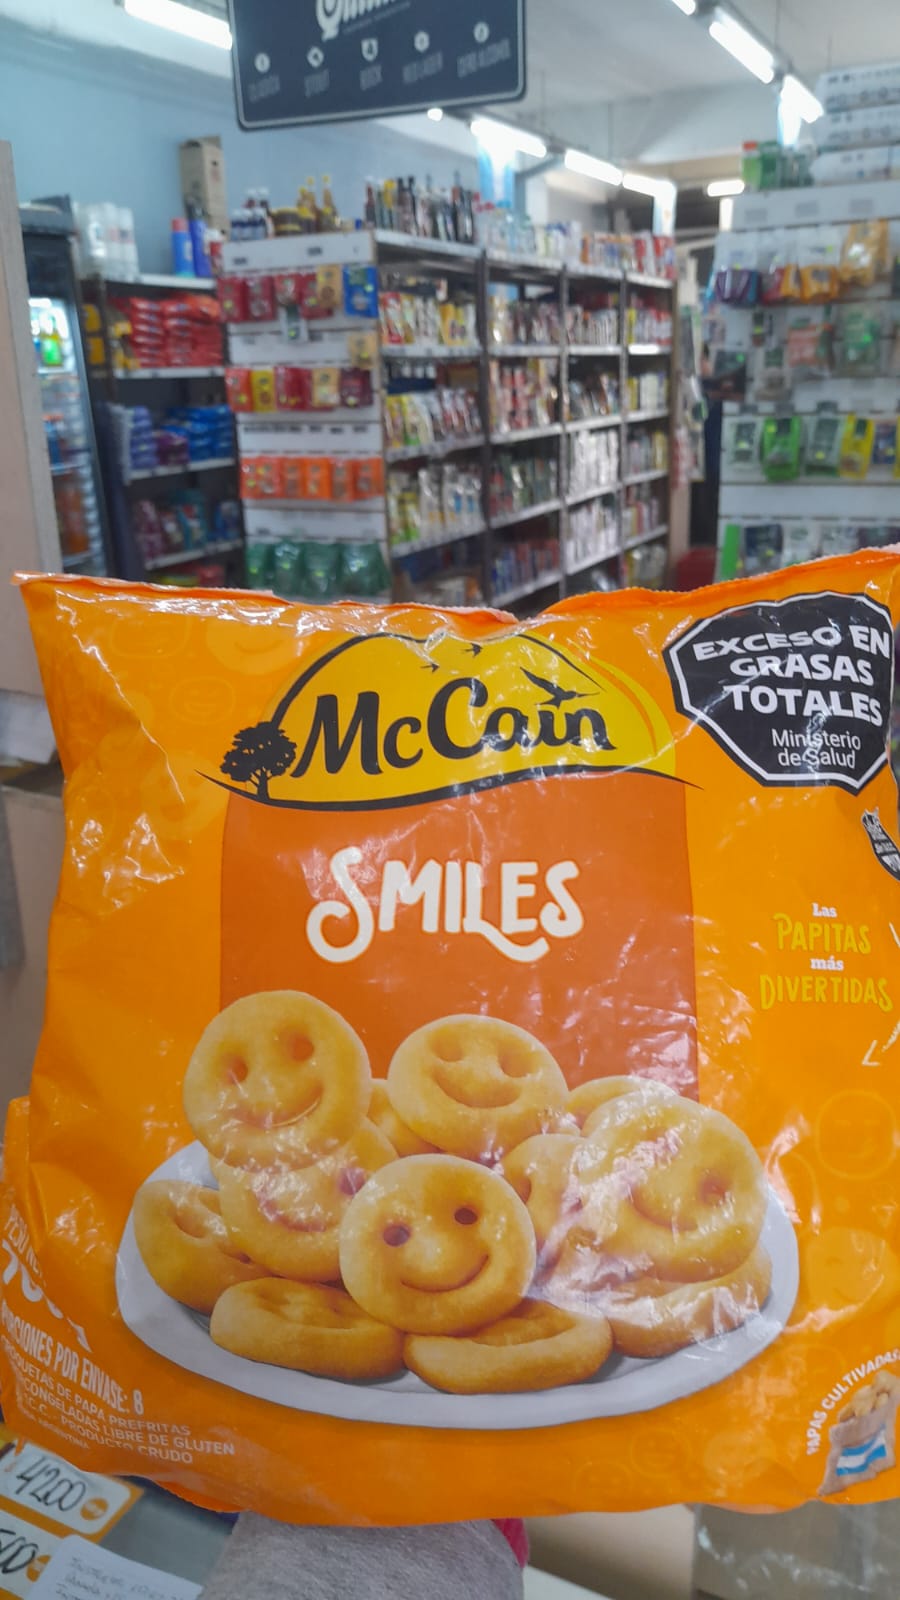 EXCESO EN
GRASAS
TOTALES
Ministerio
de Salud
McCain
SMILES
Las
PAPITAS
más
DIVERTIDAS
PORCIONES POR ENVASE: 8
CROQUETAS DE PAPA PREFRITAS
CONGELADAS LIBRE DE GLUTEN
PRODUCTO CRUDO
PAPAS CULTIVADAS
4200